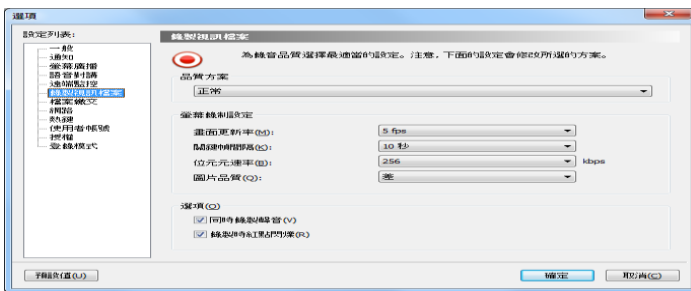 選項
設定列表:
一般
通知
螢幕廣播
語音對講
遠端監控
錄製視訊檔案
檔案繳交
網路
熱鍵
使用者帳號
授權
登錄模式
錄製視訊檔案
為錄音品質選擇最適當的設定。注意，下面的設定會修改所選的方案。
品質方案
正常
螢幕錄制設定
畫面更新率(M): 5 fps
關鍵幀間隔(K): 10 秒
位元元速率(B): 256 kbps
圖片品質(Q): 差
選項(O)
同時錄製聲音(V)
錄製時紅點閃爍(R)
預設值(U)
確定
取消(C)